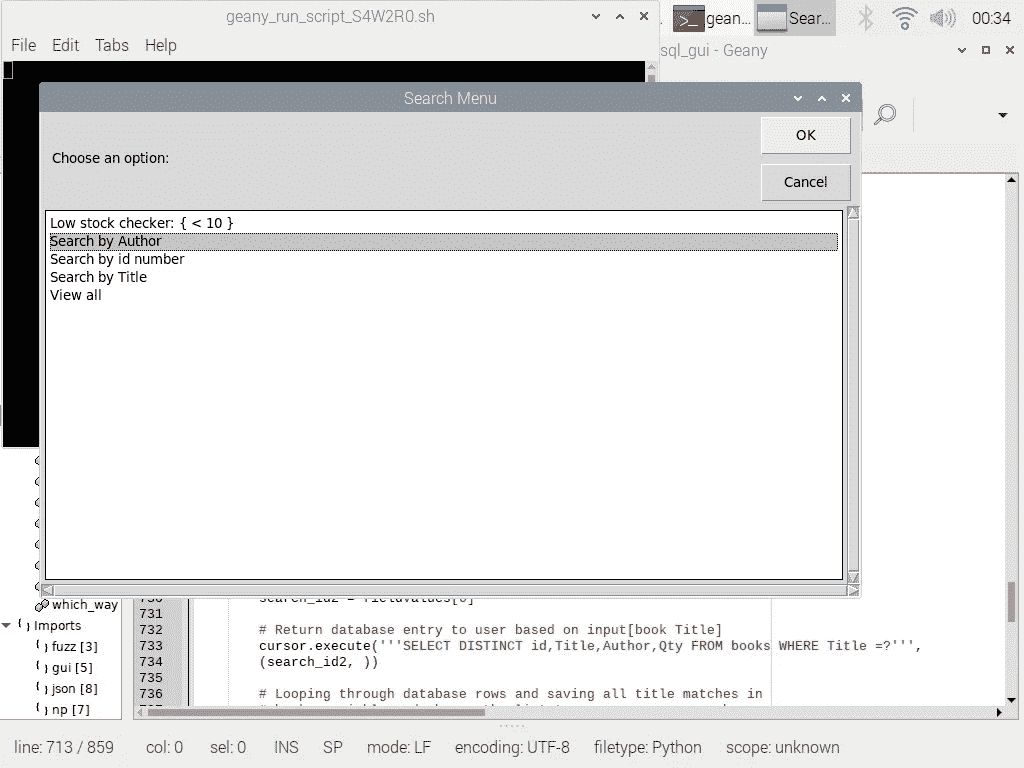 geany_run_script_S4W2R0.sh
gean...
Sear...
00:34
File Edit Tabs Help
sql_gui - Geany
Search Menu
OK
Choose an option:
Cancel
Low stock checker: { < 10 }
Search by Author
Search by id number
Search by Title
View all
which_way
Imports
fuzz [3]
gui [5]
json [8]
np [7]
731
732 # Return database entry to user based on input[book Title]
733 cursor.execute('''SELECT DISTINCT id,Title,Author,Qty FROM books WHERE Title =?''',
734 (search_id2, ))
735
736 # Looping through database rows and saving all title matches in
line: 713 / 859 col: 0 sel: 0 INS SP mode: LF encoding: UTF-8 filetype: Python scope: unknown